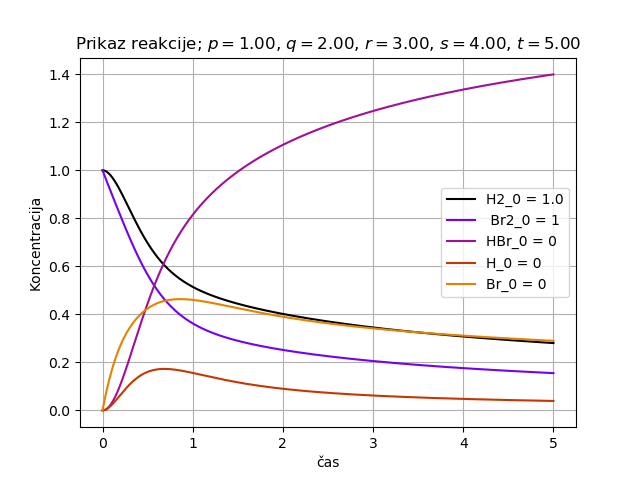 Prikaz reakcije; p = 1.00, q = 2.00, r = 3.00, s = 4.00, t = 5.00
Koncentracija
1.4
1.2
1.0
0.8
0.6
0.4
0.2
0.0
H2_0 = 1.0
Br2_0 = 1
HBr_0 = 0
H_0 = 0
Br_0 = 0
0 1 2 3 4 5
čas